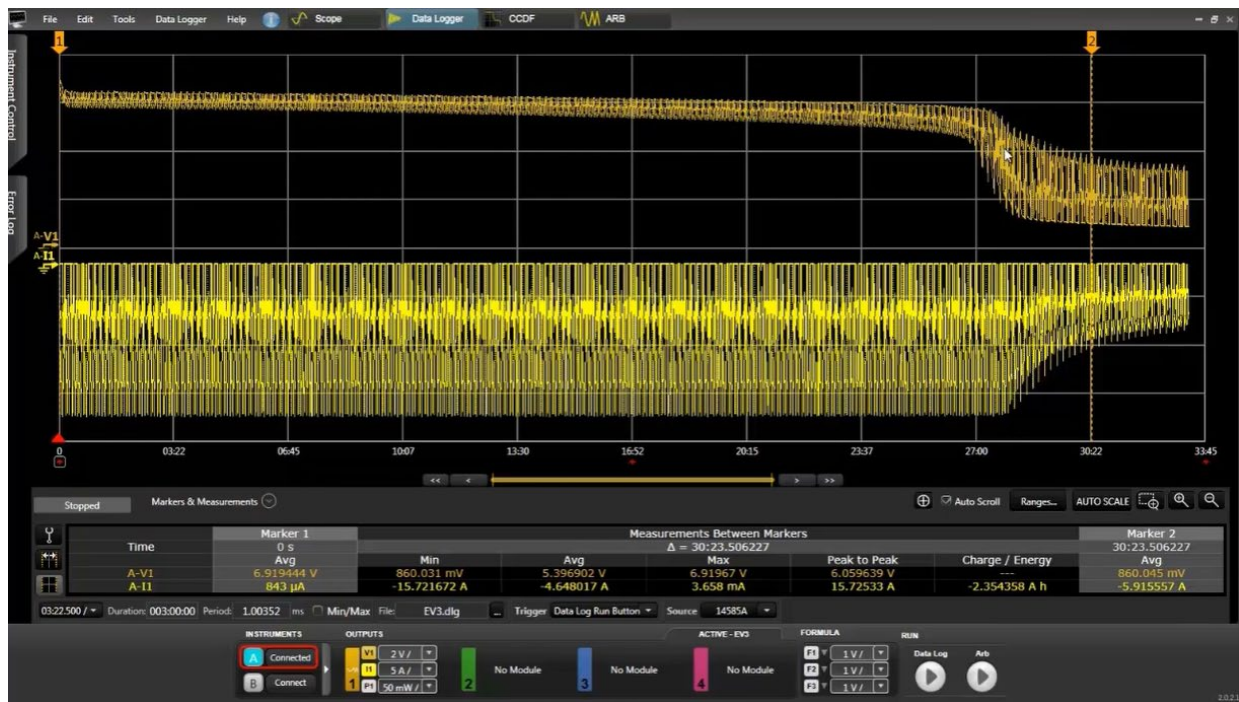 File Edit Tools Data Logger Help Scope Data Logger CCDF ARB
1 2
Instrument Control
Error Log
A-V1
A-I1
0 03:22 06:45 10:07 13:30 16:52 20:15 23:37 27:00 30:22 33:45
<< < > >>
Stopped Markers & Measurements Auto Scroll Ranges... AUTO SCALE
Marker 1 Measurements Between Markers Marker 2
Time 0 s Δ = 30:23.506227 30:23.506227
Avg Min Avg Max Peak to Peak Charge / Energy Avg
A-V1 6.919444 V 860.031 mV 5.396902 V 6.91967 V 6.059639 V --- 860.045 mV
A-I1 843 µA -15.721672 A -4.648017 A 3.658 mA 15.72533 A -2.354358 A h -5.915557 A
03:22.500 / Duration: 003:00:00 Period: 1.00352 ms Min/Max File: EV3.dlg ... Trigger Data Log Run Button Source 14585A
INSTRUMENTS OUTPUTS ACTIVE - EV3 FORMULA RUN
A Connected V1 2 V / F1 1 V / Data Log Arb
I1 5 A / No Module No Module No Module F2 1 V /
B Connect 1 P1 50 mW / 2 3 4 F3 1 V /
2.0.2.1